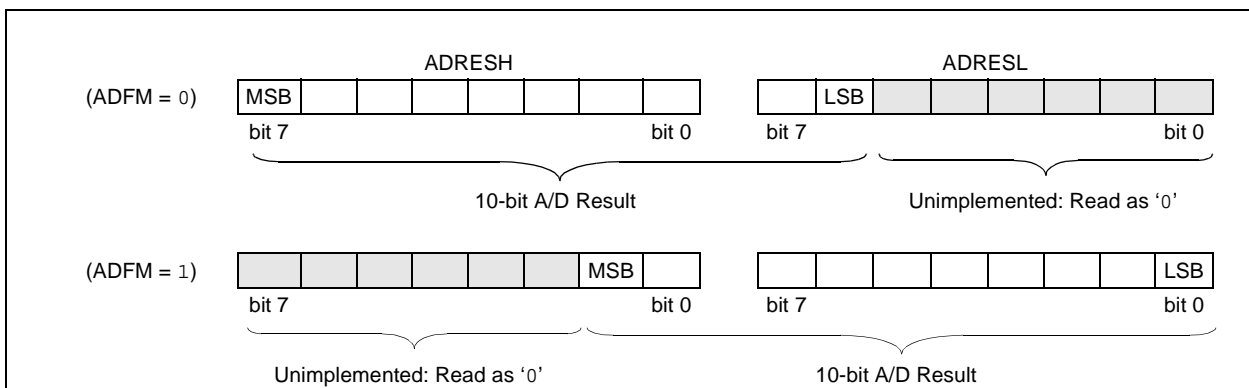 ADRESH ADRESL
(ADFM = 0) MSB LSB
bit 7 bit 0 bit 7 bit 0
10-bit A/D Result Unimplemented: Read as ‘0’
(ADFM = 1) MSB LSB
bit 7 bit 0 bit 7 bit 0
Unimplemented: Read as ‘0’ 10-bit A/D Result